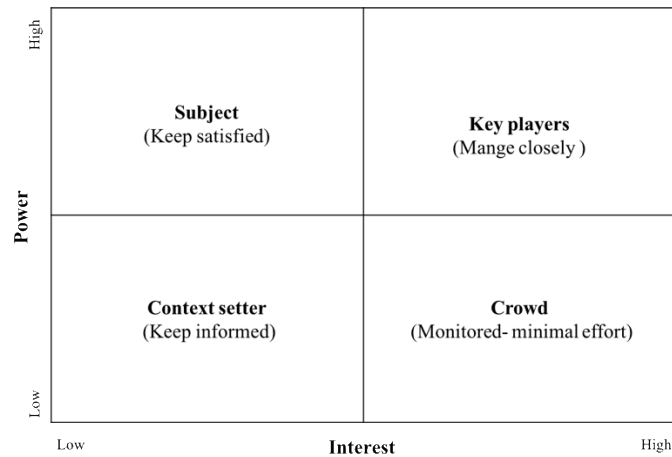 High
Subject
(Keep satisfied)
Key players
(Mange closely )
Power
Context setter
(Keep informed)
Crowd
(Monitored- minimal effort)
Low
Low
Interest
High